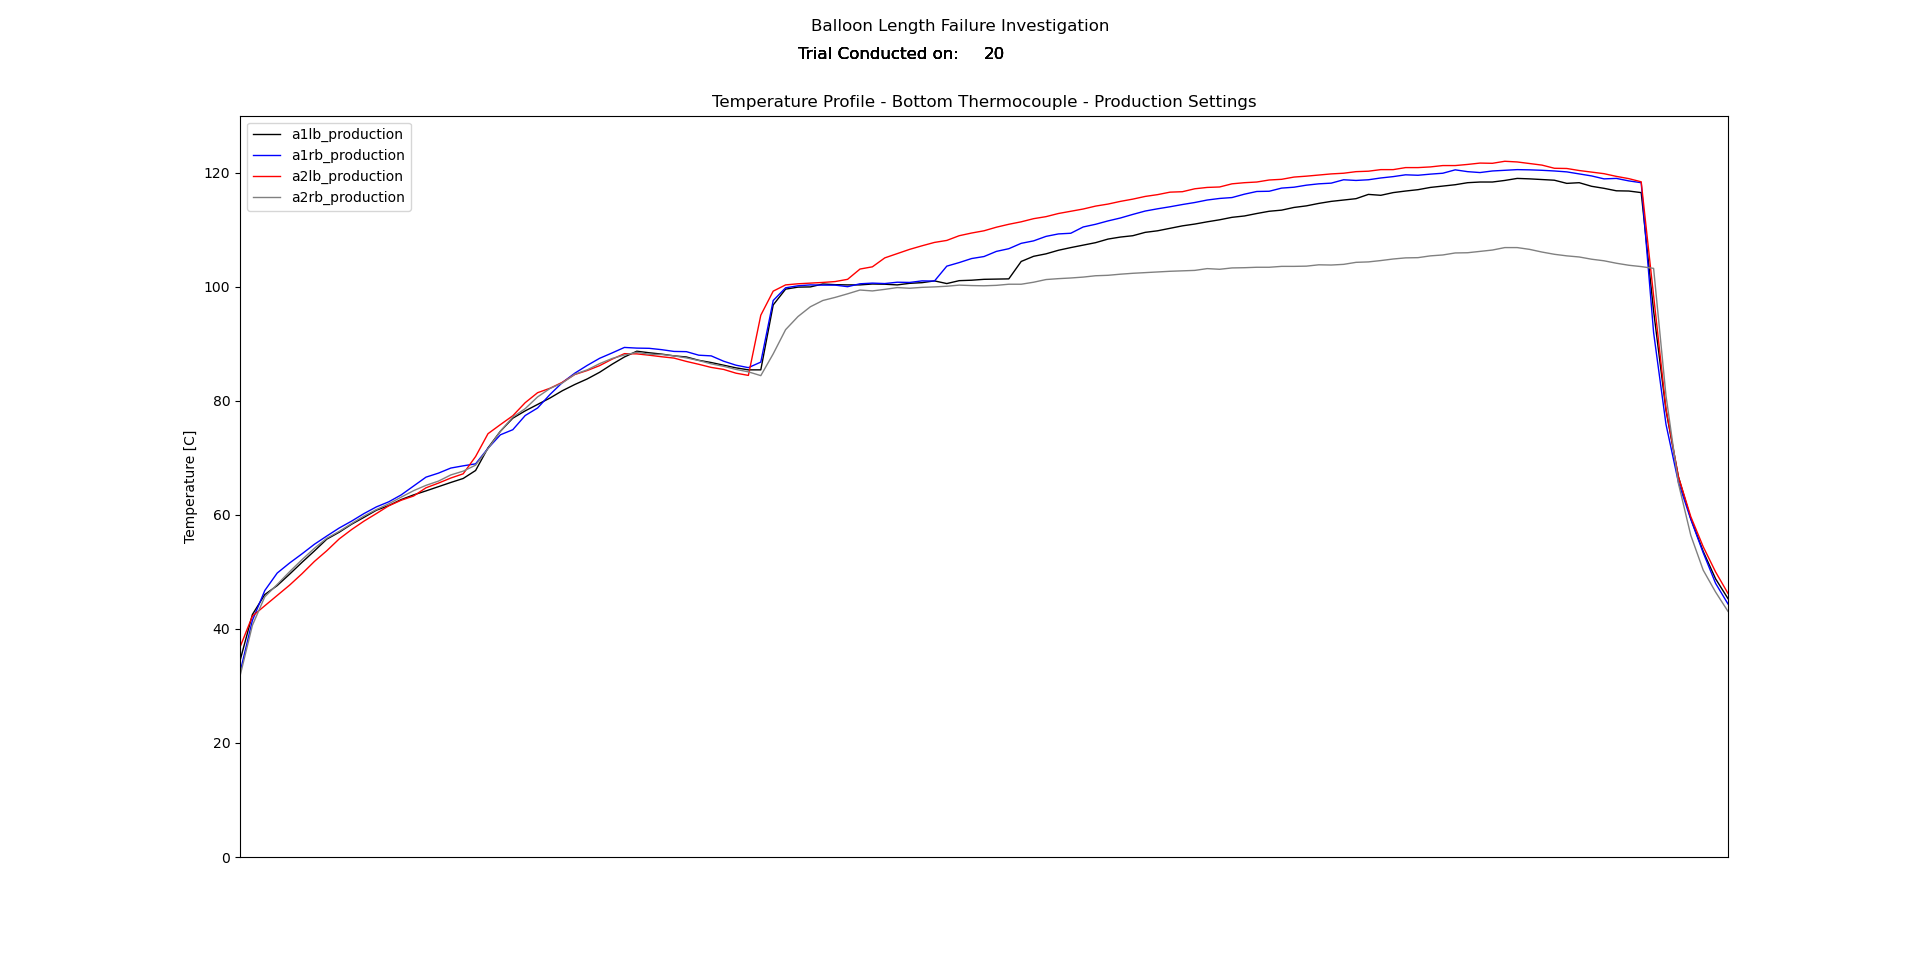 Balloon Length Failure Investigation
Trial Conducted on: 20
Temperature Profile - Bottom Thermocouple - Production Settings
a1lb_production
a1rb_production
a2lb_production
a2rb_production
120
100
80
60
40
20
0
Temperature [C]